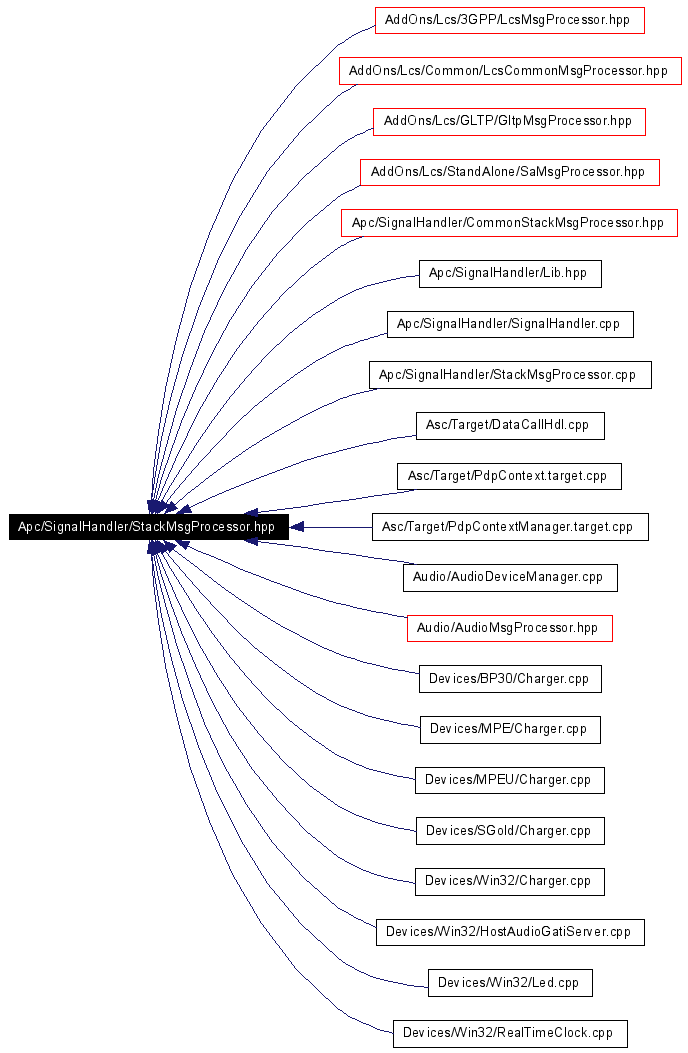 AddOns/Lcs/3GPP/LcsMsgProcessor.hpp
AddOns/Lcs/Common/LcsCommonMsgProcessor.hpp
AddOns/Lcs/GLTP/GltpMsgProcessor.hpp
AddOns/Lcs/StandAlone/SaMsgProcessor.hpp
Apc/SignalHandler/CommonStackMsgProcessor.hpp
Apc/SignalHandler/Lib.hpp
Apc/SignalHandler/SignalHandler.cpp
Apc/SignalHandler/StackMsgProcessor.cpp
Asc/Target/DataCallHdl.cpp
Asc/Target/PdpContext.target.cpp
Apc/SignalHandler/StackMsgProcessor.hpp
Asc/Target/PdpContextManager.target.cpp
Audio/AudioDeviceManager.cpp
Audio/AudioMsgProcessor.hpp
Devices/BP30/Charger.cpp
Devices/MPE/Charger.cpp
Devices/MPEU/Charger.cpp
Devices/SGold/Charger.cpp
Devices/Win32/Charger.cpp
Devices/Win32/HostAudioGatiServer.cpp
Devices/Win32/Led.cpp
Devices/Win32/RealTimeClock.cpp